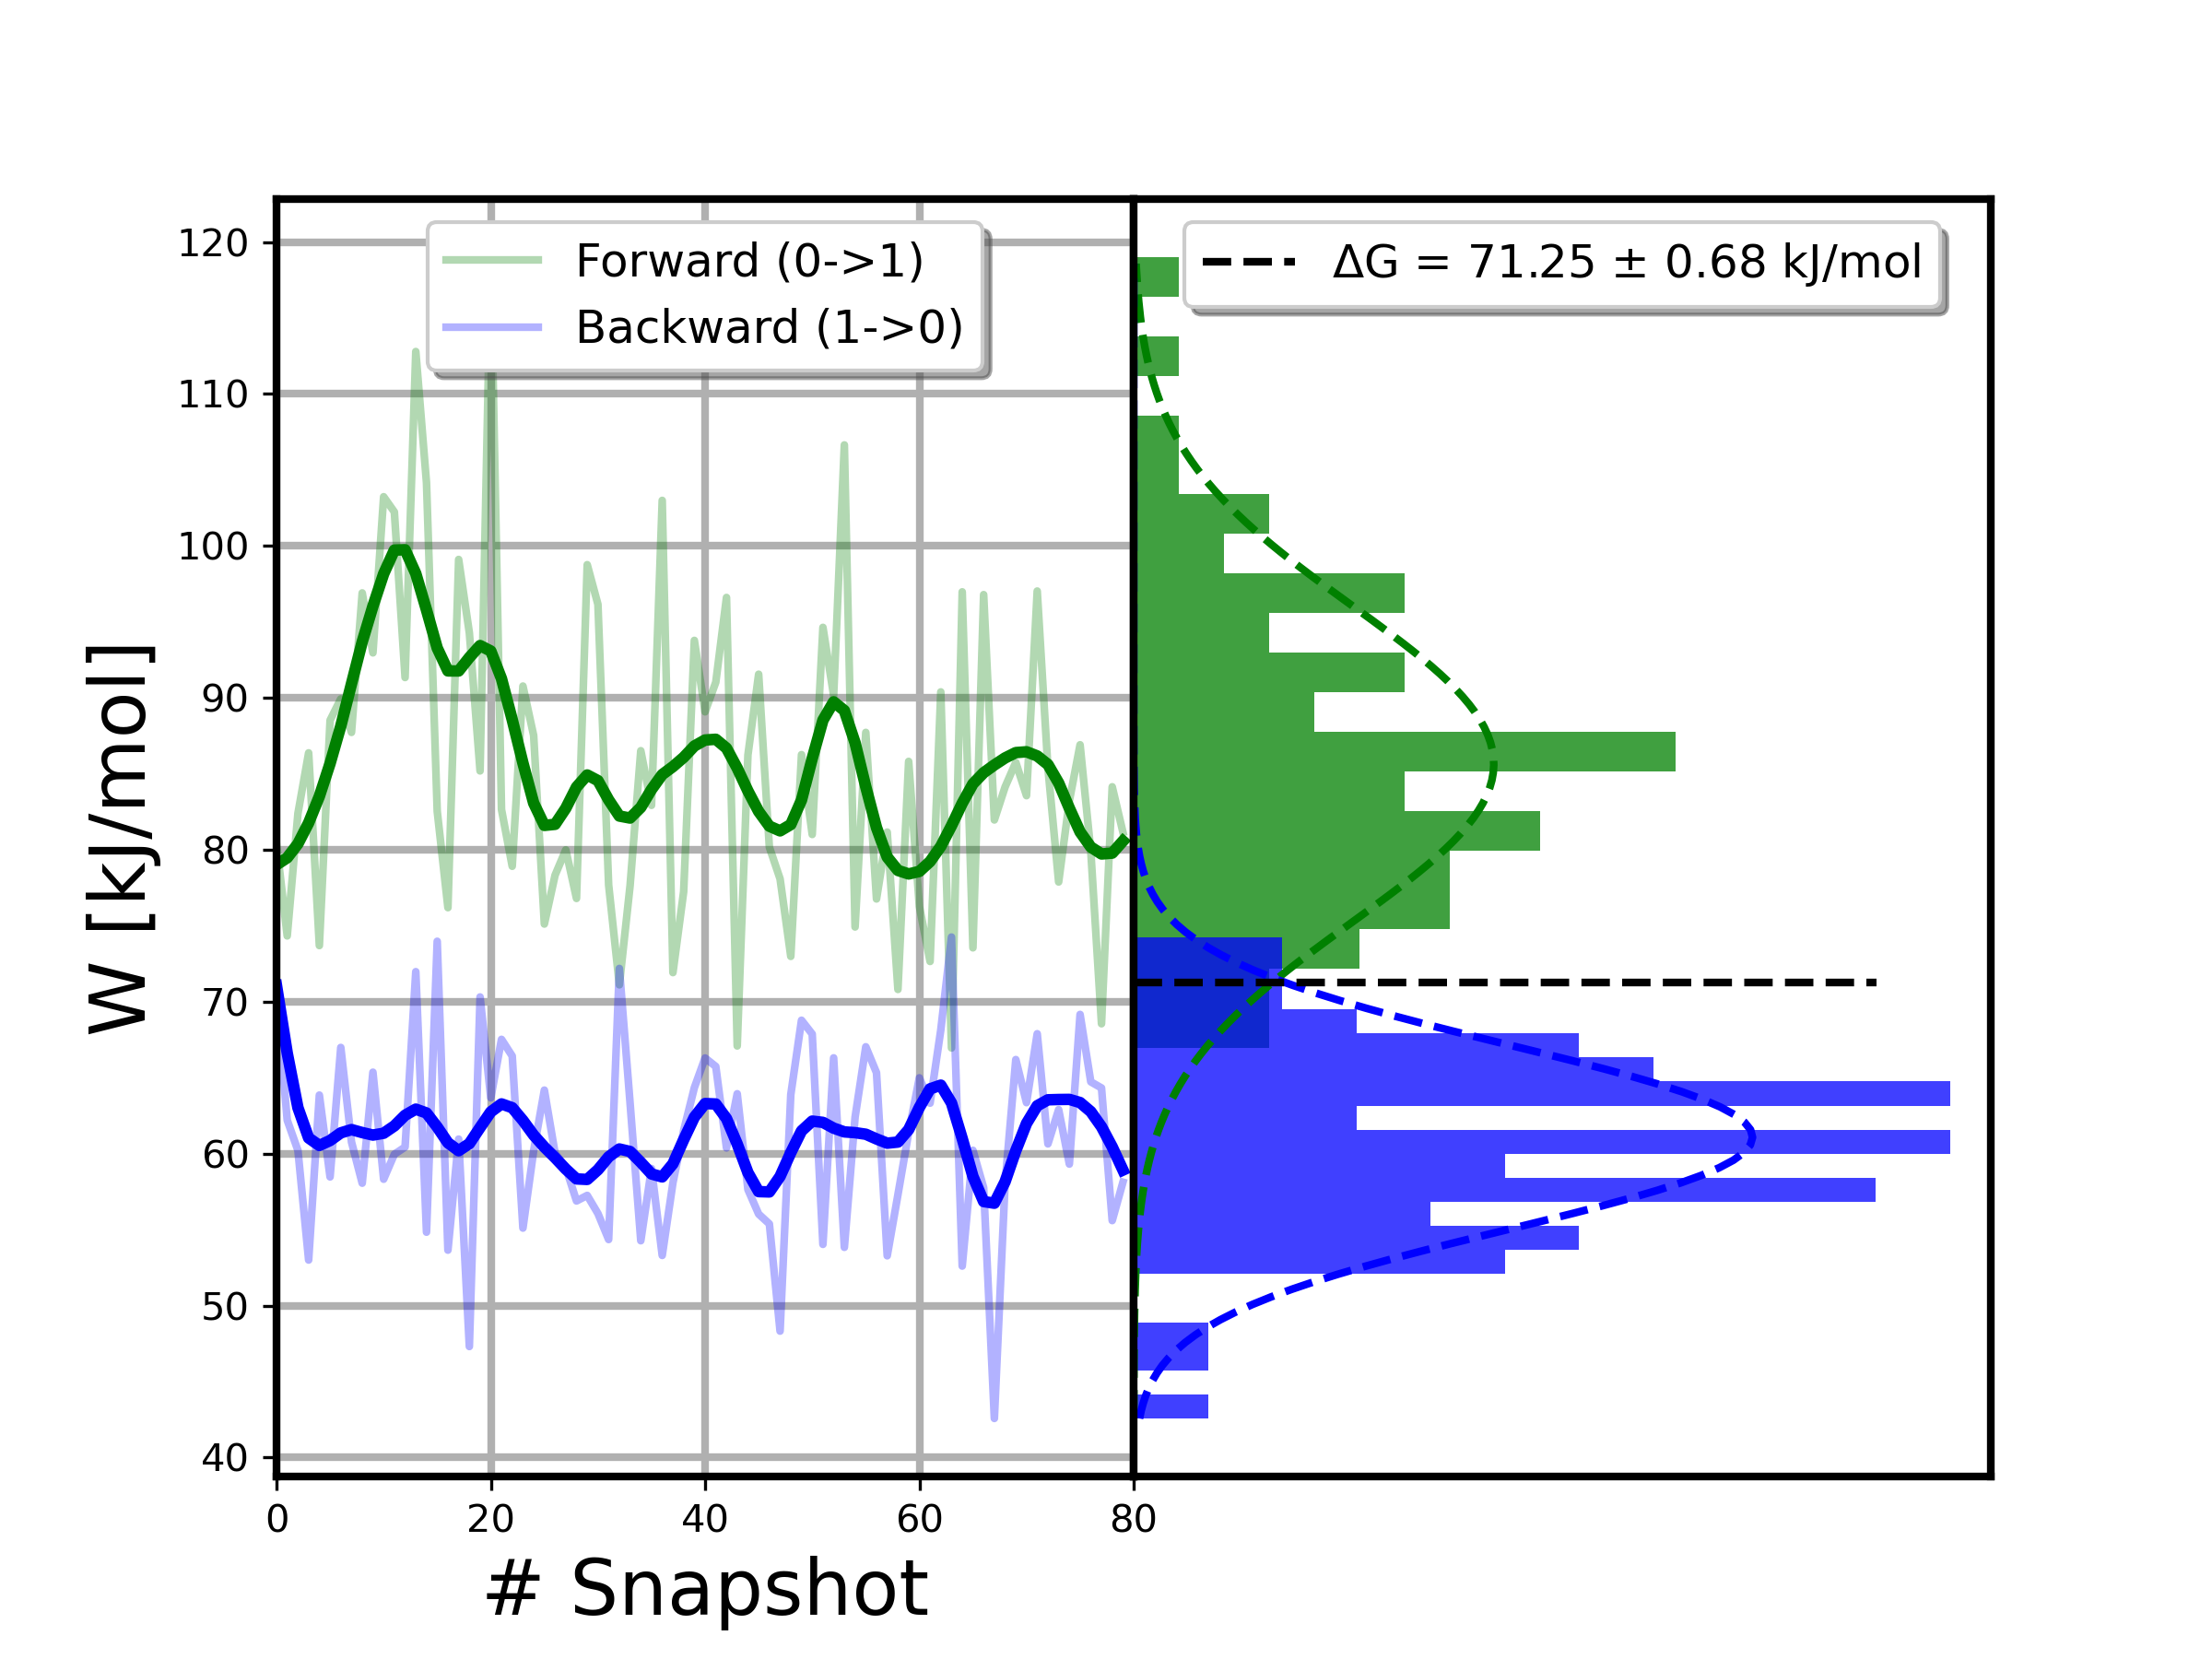 Forward (0->1)
Backward (1->0)
ΔG = 71.25 ± 0.68 kJ/mol
W [kJ/mol]
120
110
100
90
80
70
60
50
40
0 20 40 60 80
# Snapshot